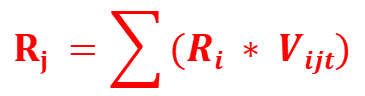 Rⱼ = ∑ (Rᵢ * Vᵢⱼₜ)